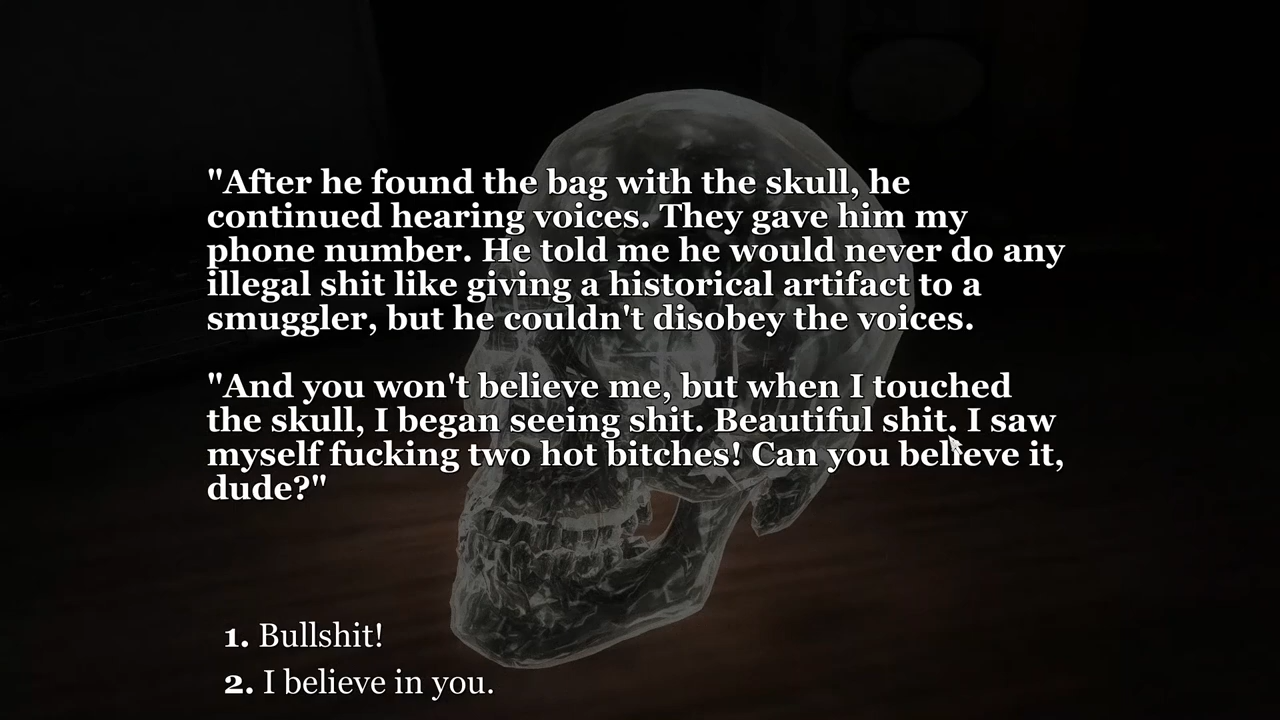 "After he found the bag with the skull, he
continued hearing voices. They gave him my
phone number. He told me he would never do any
illegal shit like giving a historical artifact to a
smuggler, but he couldn't disobey the voices.
"And you won't believe me, but when I touched
the skull, I began seeing shit. Beautiful shit. I saw
myself fucking two hot bitches! Can you believe it,
dude?"
1. Bullshit!
2. I believe in you.